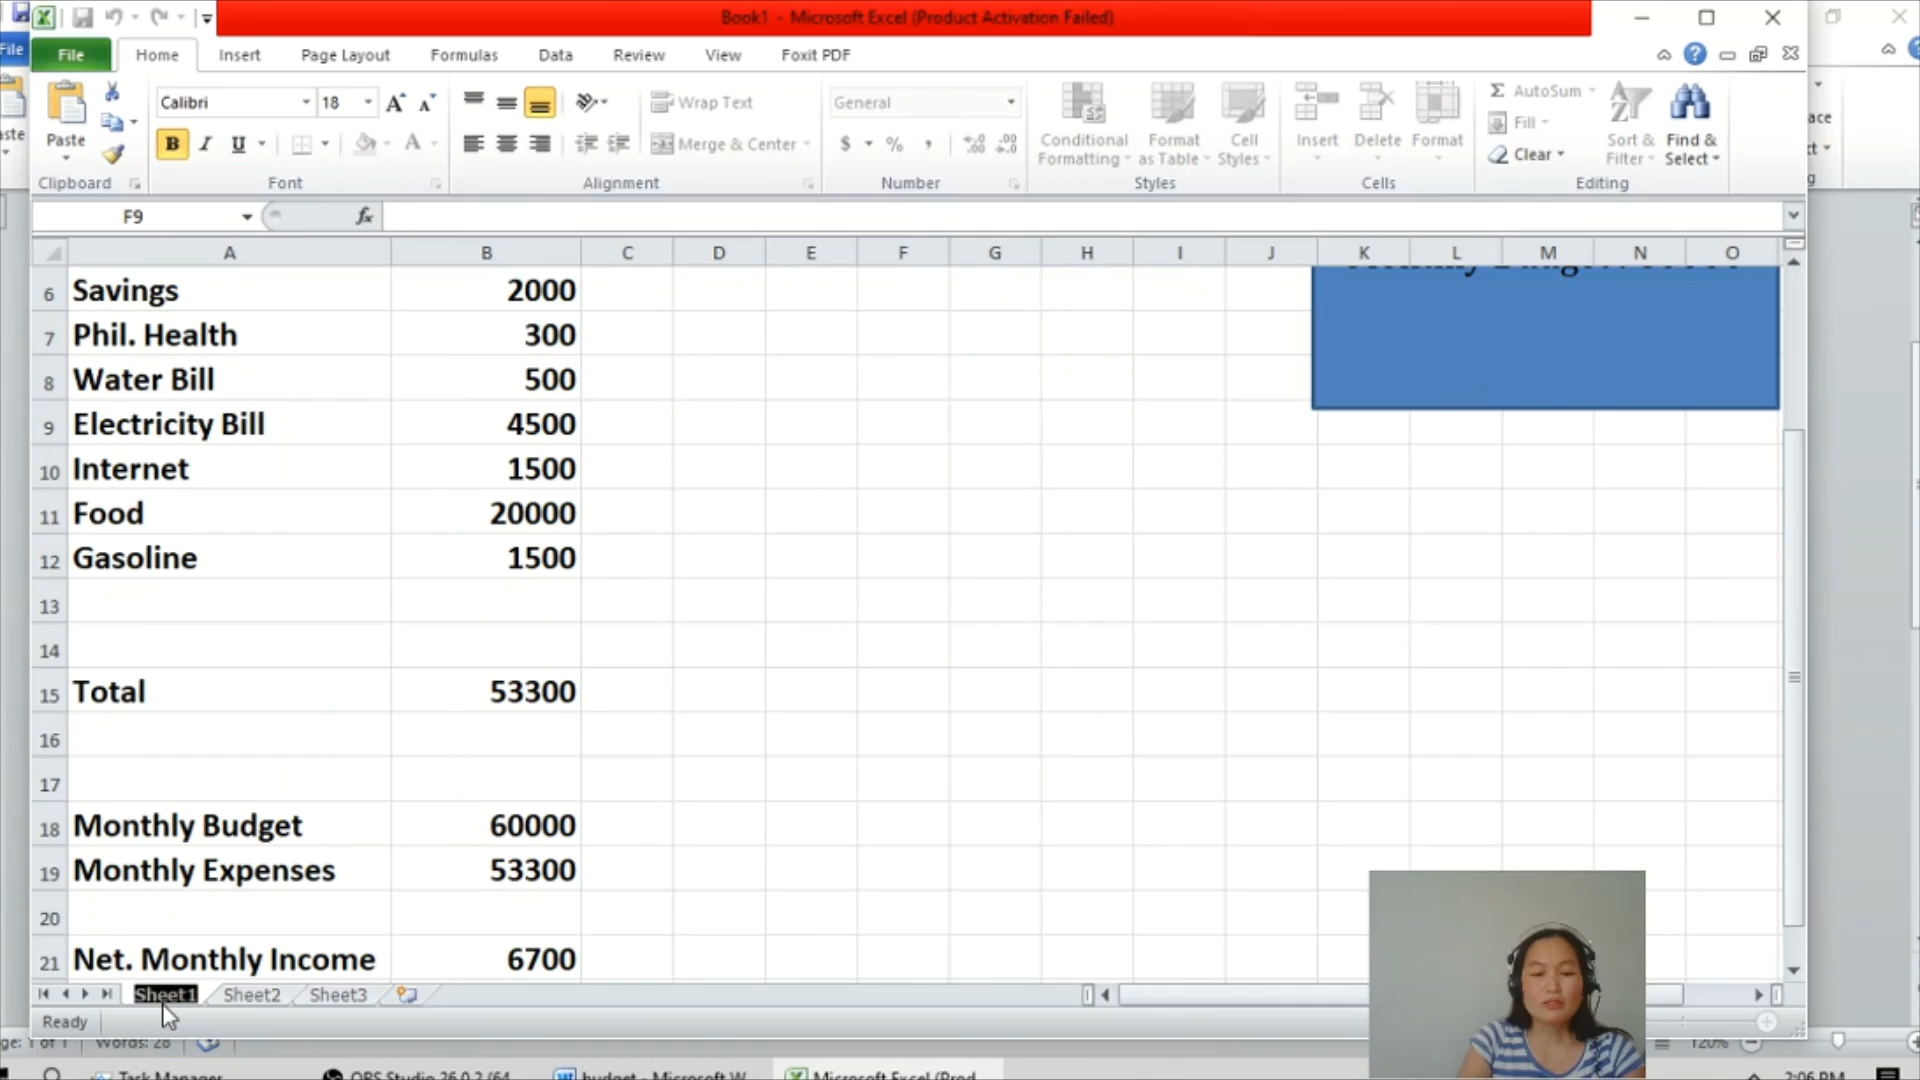 Book1 - Microsoft Excel (Product Activation Failed)
File
File Home Insert Page Layout Formulas Data Review View Foxit PDF
Calibri 18 Wrap Text General AutoSum
Paste B I U Merge & Center $ % , Conditional Formatting Format as Table Cell Styles Insert Delete Format Fill Clear Sort & Filter Find & Select
Clipboard Font Alignment Number Styles Cells Editing
F9 fx
A B C D E F G H I J K L M N O
6 Savings 2000
7 Phil. Health 300
8 Water Bill 500
9 Electricity Bill 4500
10 Internet 1500
11 Food 20000
12 Gasoline 1500
13
14
15 Total 53300
16
17
18 Monthly Budget 60000
19 Monthly Expenses 53300
20
21 Net. Monthly Income 6700
Sheet1 Sheet2 Sheet3
Ready
Words: 28 120%
Task Manager OBS Studio 26.0.2 (64 budget - Microsoft W Microsoft Excel (Prod 2:06 PM